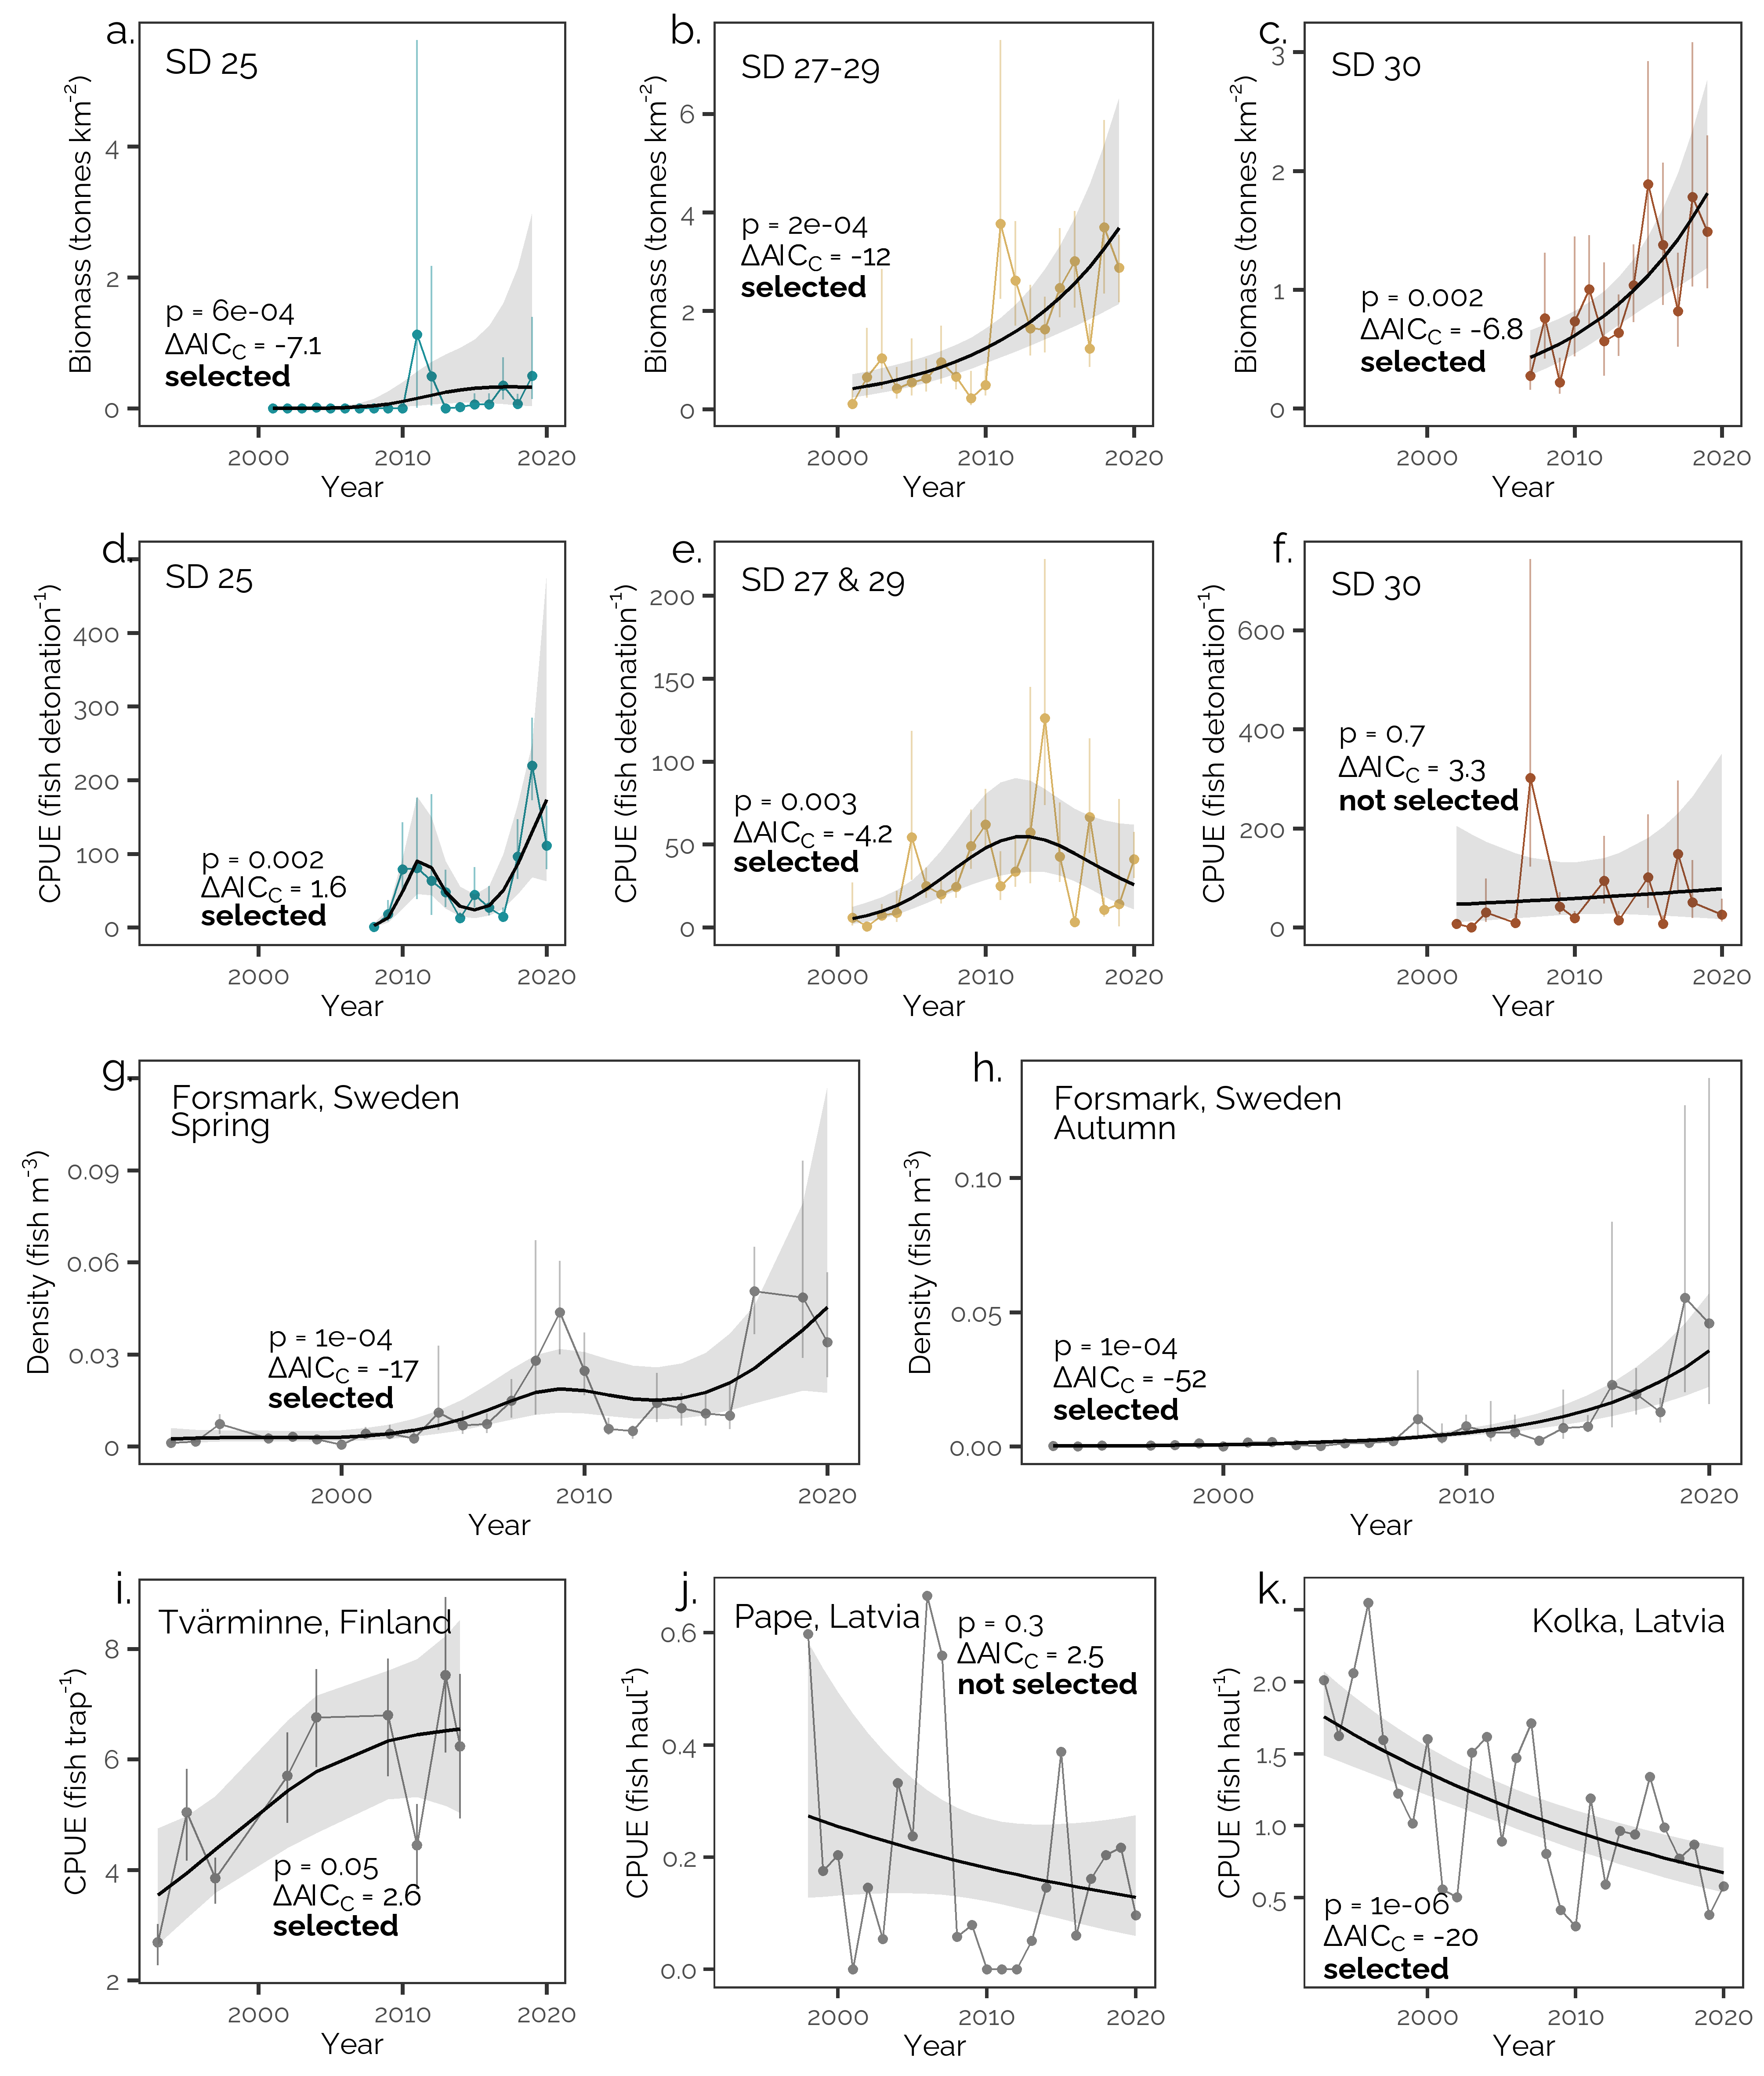 a.
SD 25
Biomass (tonnes km⁻²)
4
2
0
p = 6e-04
ΔAICC = -7.1
selected
2000 2010 2020
Year
b.
SD 27-29
Biomass (tonnes km⁻²)
6
4
2
0
p = 2e-04
ΔAICC = -12
selected
2000 2010 2020
Year
c.
SD 30
Biomass (tonnes km⁻²)
3
2
1
0
p = 0.002
ΔAICC = -6.8
selected
2000 2010 2020
Year
d.
SD 25
CPUE (fish detonation⁻¹)
400
300
200
100
0
p = 0.002
ΔAICC = 1.6
selected
2000 2010 2020
Year
e.
SD 27 & 29
CPUE (fish detonation⁻¹)
200
150
100
50
0
p = 0.003
ΔAICC = -4.2
selected
2000 2010 2020
Year
f.
SD 30
CPUE (fish detonation⁻¹)
600
400
200
0
p = 0.7
ΔAICC = 3.3
not selected
2000 2010 2020
Year
g.
Forsmark, Sweden
Spring
Density (fish m⁻³)
0.09
0.06
0.03
0
p = 1e-04
ΔAICC = -17
selected
2000 2010 2020
Year
h.
Forsmark, Sweden
Autumn
Density (fish m⁻³)
0.10
0.05
0.00
p = 1e-04
ΔAICC = -52
selected
2000 2010 2020
Year
i.
Tvärminne, Finland
CPUE (fish trap⁻¹)
8
6
4
2
p = 0.05
ΔAICC = 2.6
selected
2000 2010 2020
Year
j.
Pape, Latvia
CPUE (fish haul⁻¹)
0.6
0.4
0.2
0.0
p = 0.3
ΔAICC = 2.5
not selected
2000 2010 2020
Year
k.
Kolka, Latvia
CPUE (fish haul⁻¹)
2.0
1.5
1.0
0.5
p = 1e-06
ΔAICC = -20
selected
2000 2010 2020
Year